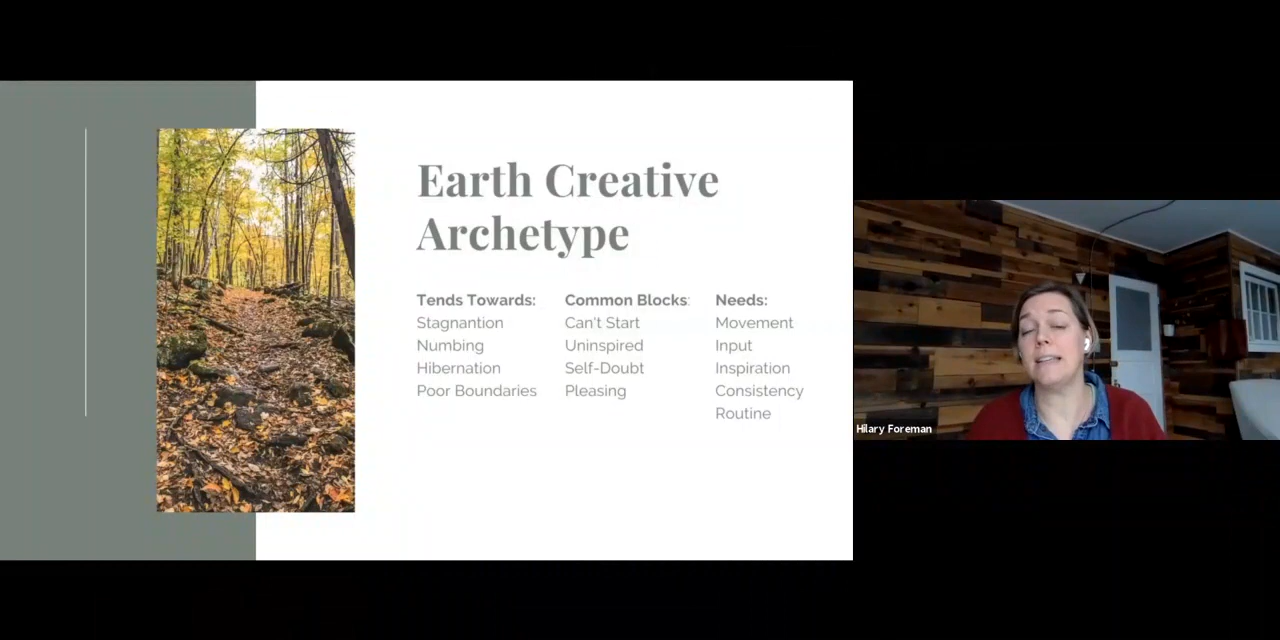 Earth Creative
Archetype
Tends Towards:
Stagnantion
Numbing
Hibernation
Poor Boundaries
Common Blocks:
Can't Start
Uninspired
Self-Doubt
Pleasing
Needs:
Movement
Input
Inspiration
Consistency
Routine
Hilary Foreman